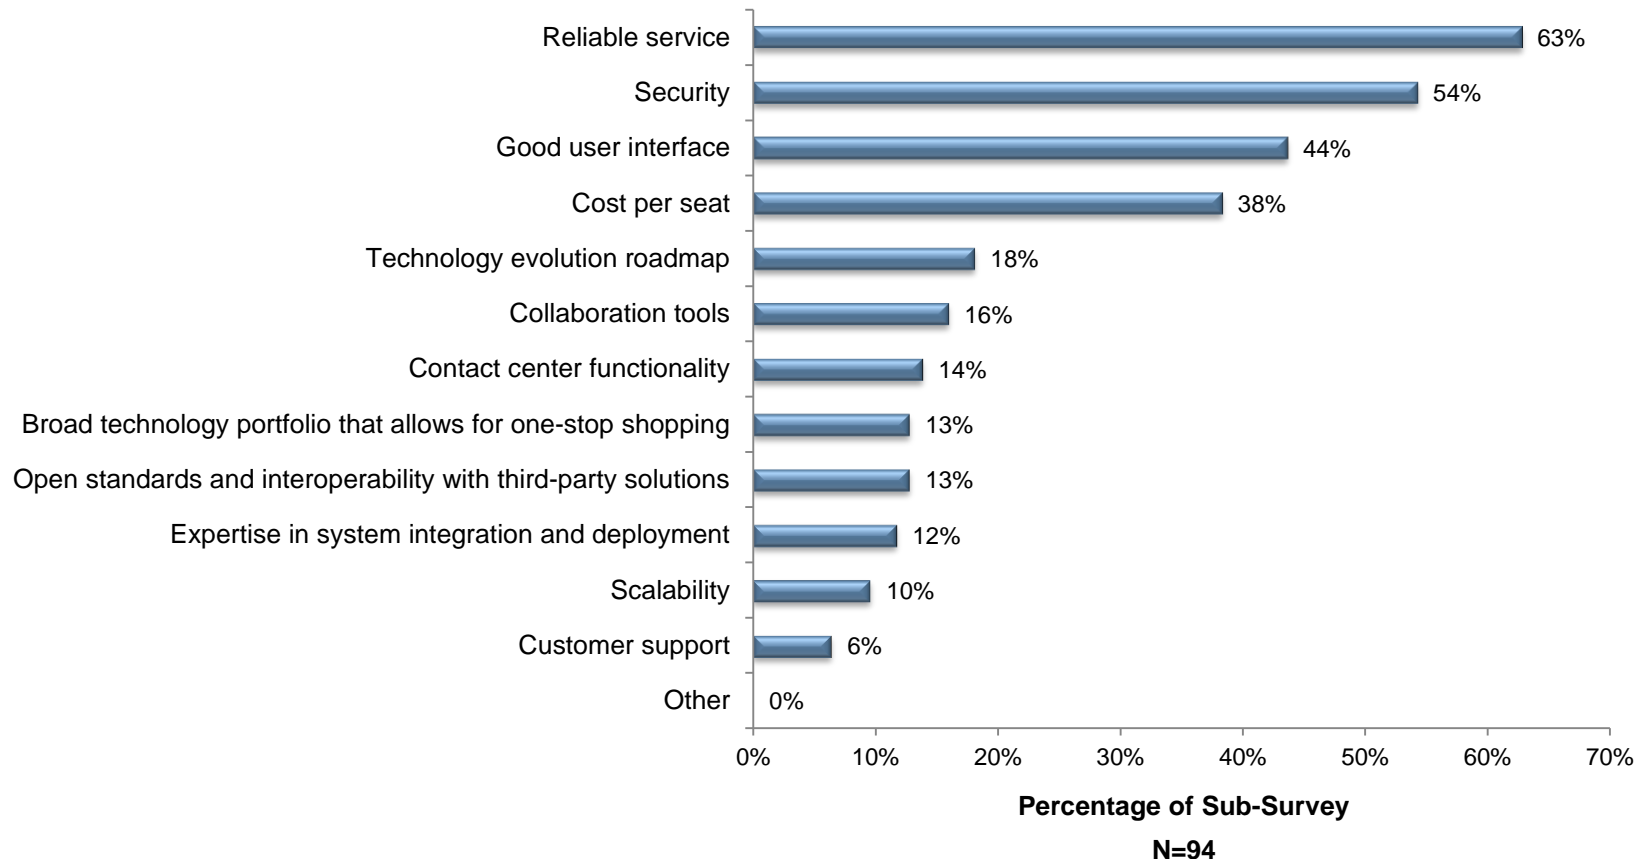 Reliable service 63%
Security 54%
Good user interface 44%
Cost per seat 38%
Technology evolution roadmap 18%
Collaboration tools 16%
Contact center functionality 14%
Broad technology portfolio that allows for one-stop shopping 13%
Open standards and interoperability with third-party solutions 13%
Expertise in system integration and deployment 12%
Scalability 10%
Customer support 6%
Other 0%
0% 10% 20% 30% 40% 50% 60% 70%
Percentage of Sub-Survey
N=94